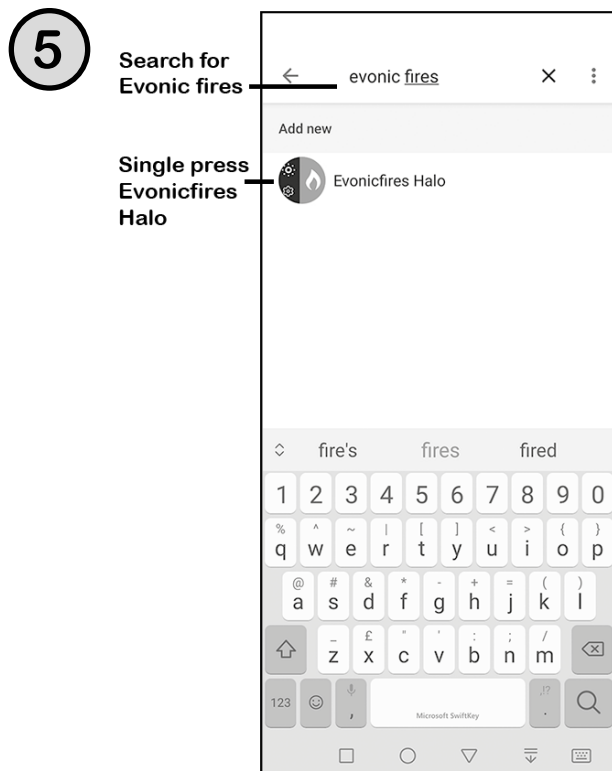 5
Search for
Evonic fires
evonic fires
Add new
Single press
Evonicfires
Halo
Evonicfires Halo
fire's fires fired
1 2 3 4 5 6 7 8 9 0
% ^ ~ | [ ] < > { }
q w e r t y u i o p
@ # & * - + = ( )
a s d f g h j k l
_ £ " ' : ; /
z x c v b n m
123 , ,!? .
Microsoft SwiftKey